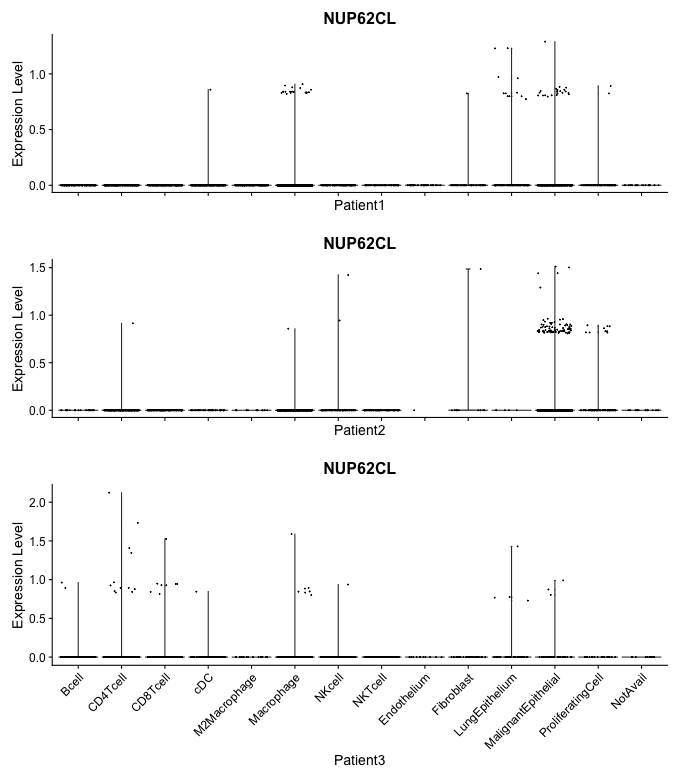 NUP62CL
Expression Level
1.0
0.5
0.0
Patient1
NUP62CL
Expression Level
1.5
1.0
0.5
0.0
Patient2
NUP62CL
Expression Level
2.0
1.5
1.0
0.5
0.0
Bcell
CD4Tcell
CD8Tcell
cDC
M2Macrophage
Macrophage
NKcell
NKTcell
Endothelium
Fibroblast
LungEpithelium
MalignantEpithelial
ProliferatingCell
NotAvail
Patient3